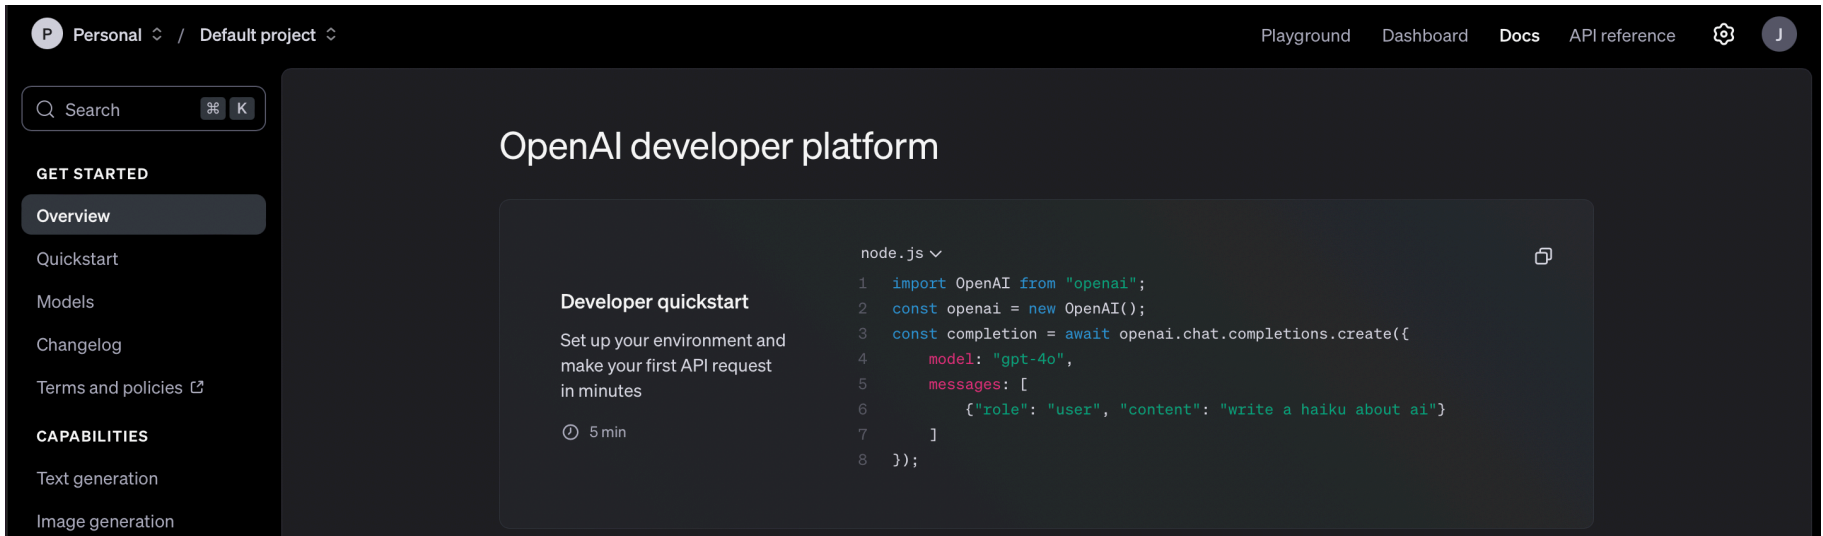 P Personal / Default project
Playground Dashboard Docs API reference J
Search ⌘ K
GET STARTED
Overview
Quickstart
Models
Changelog
Terms and policies
CAPABILITIES
Text generation
Image generation
OpenAI developer platform
Developer quickstart
Set up your environment and
make your first API request
in minutes
5 min
node.js
1 import OpenAI from "openai";
2 const openai = new OpenAI();
3 const completion = await openai.chat.completions.create({
4     model: "gpt-4o",
5     messages: [
6         {"role": "user", "content": "write a haiku about ai"}
7     ]
8 });